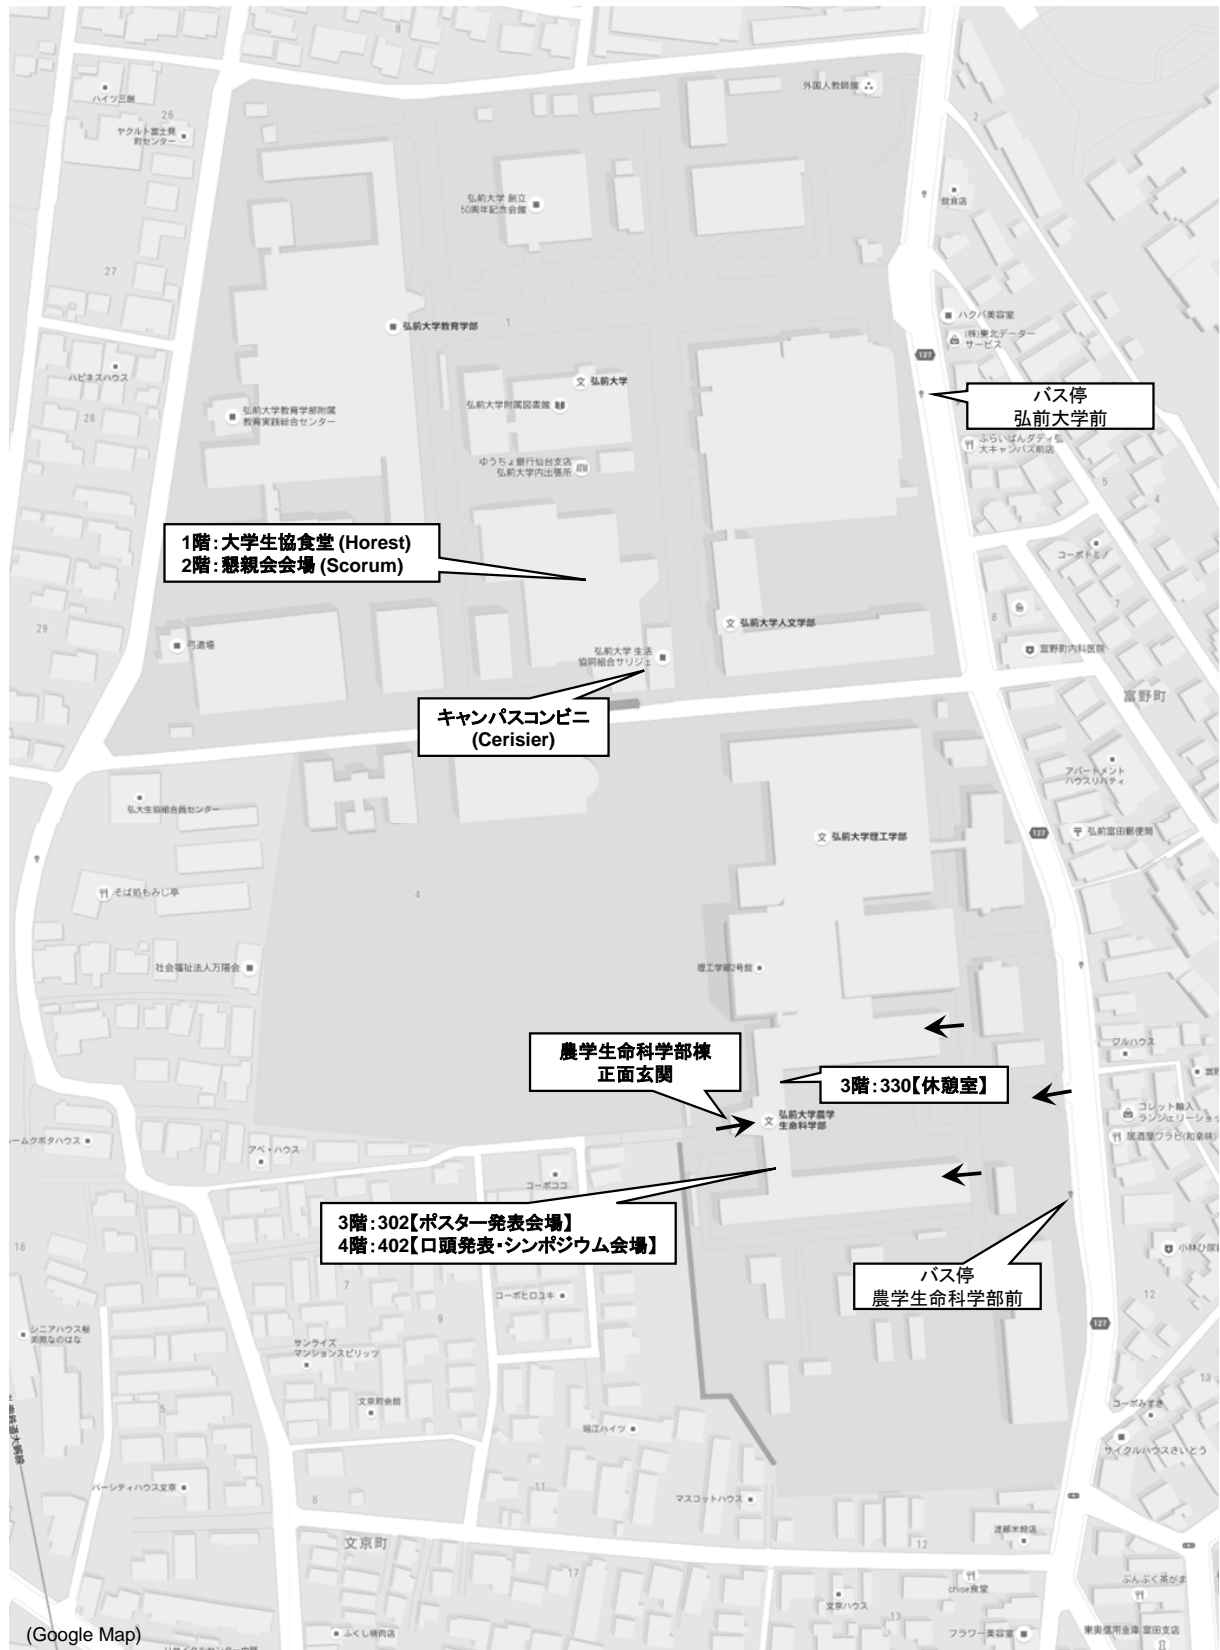 8
ハイツ三樹
26
ヤクルト富士見
町センター
外国人教師館
2
弘前大学 創立
50周年記念会館
飲食店
27
弘前大学教育学部
1
ハクバ美容室
(株)東北データー
サービス
127
ハピネスハウス
文 弘前大学
弘前大学附属図書館
バス停
弘前大学前
28
弘前大学教育学部附属
教育実践総合センター
ふらいぱんダディ弘
大キャンパス前店
ゆうちょ銀行仙台支店
弘前大学内出張所
5
4
1階:大学生協食堂 (Horest)
2階:懇親会会場 (Scorum)
コーポトミノ
7
8
29
文 弘前大学人文学部
弓道場
弘前大学 生活
協同組合サリジェ
富野町内科医院
富野町
キャンパスコンビニ
(Cerisier)
アパートメント
ハウスリバティ
弘大生協組合員センター
文 弘前大学理工学部
127
弘前富田郵便局
そば処もみじ亭
4
社会福祉法人万陽会
理工学部2号館
農学生命科学部棟
正面玄関
ワルハウス
3階:330【休憩室】
文 弘前大学農学
生命科学部
コレット輸入
ランジェリーショッ
居酒屋ワラビ(和楽味)
ームクボタハウス
アベ・ハウス
コーポココ
3階:302【ポスター発表会場】
4階:402【口頭発表・シンポジウム会場】
18
バス停
農学生命科学部前
小林ひ尿
7
コーポヒロユキ
12
9
シニアハウス桜
美苑なのはな
サンライズ
マンションスピリッツ
127
13
文京町会館
5
コーポみずき
堀江ハイツ
サイクルハウスさいとう
バーシティハウス文京
11
マスコットハウス
8
文京町
渡部米穀店
12
17
chise食堂
ぶんぶく茶がま
文京ハウス
13
ふくし精肉店
フラワー美容室
東奥信用金庫 富田支店
(Google Map)